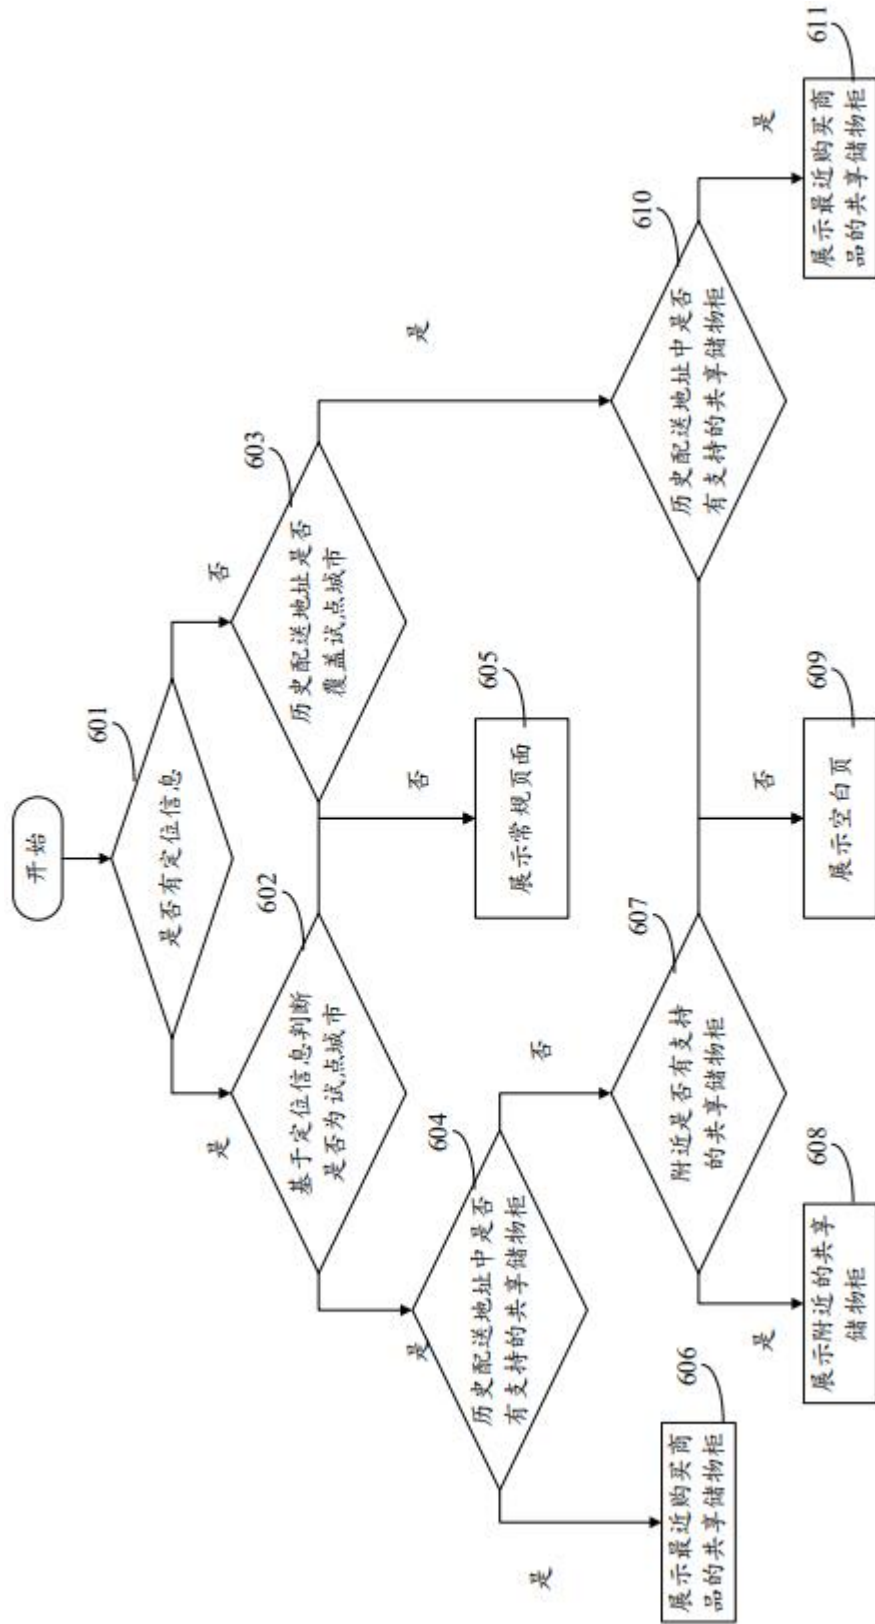 开始
601
是否有定位信息
是
否
602
基于定位信息判断
是否为试点城市
603
历史配送地址是否
覆盖试点城市
是
否
是
604
历史配送地址中是否
有支持的共享储物柜
605
展示常规页面
是
否
606
展示最近购买商
品的共享储物柜
607
附近是否有支持
的共享储物柜
610
历史配送地址中是否
有支持的共享储物柜
是
否
是
608
展示附近的共享
储物柜
609
展示空白页
611
展示最近购买商
品的共享储物柜